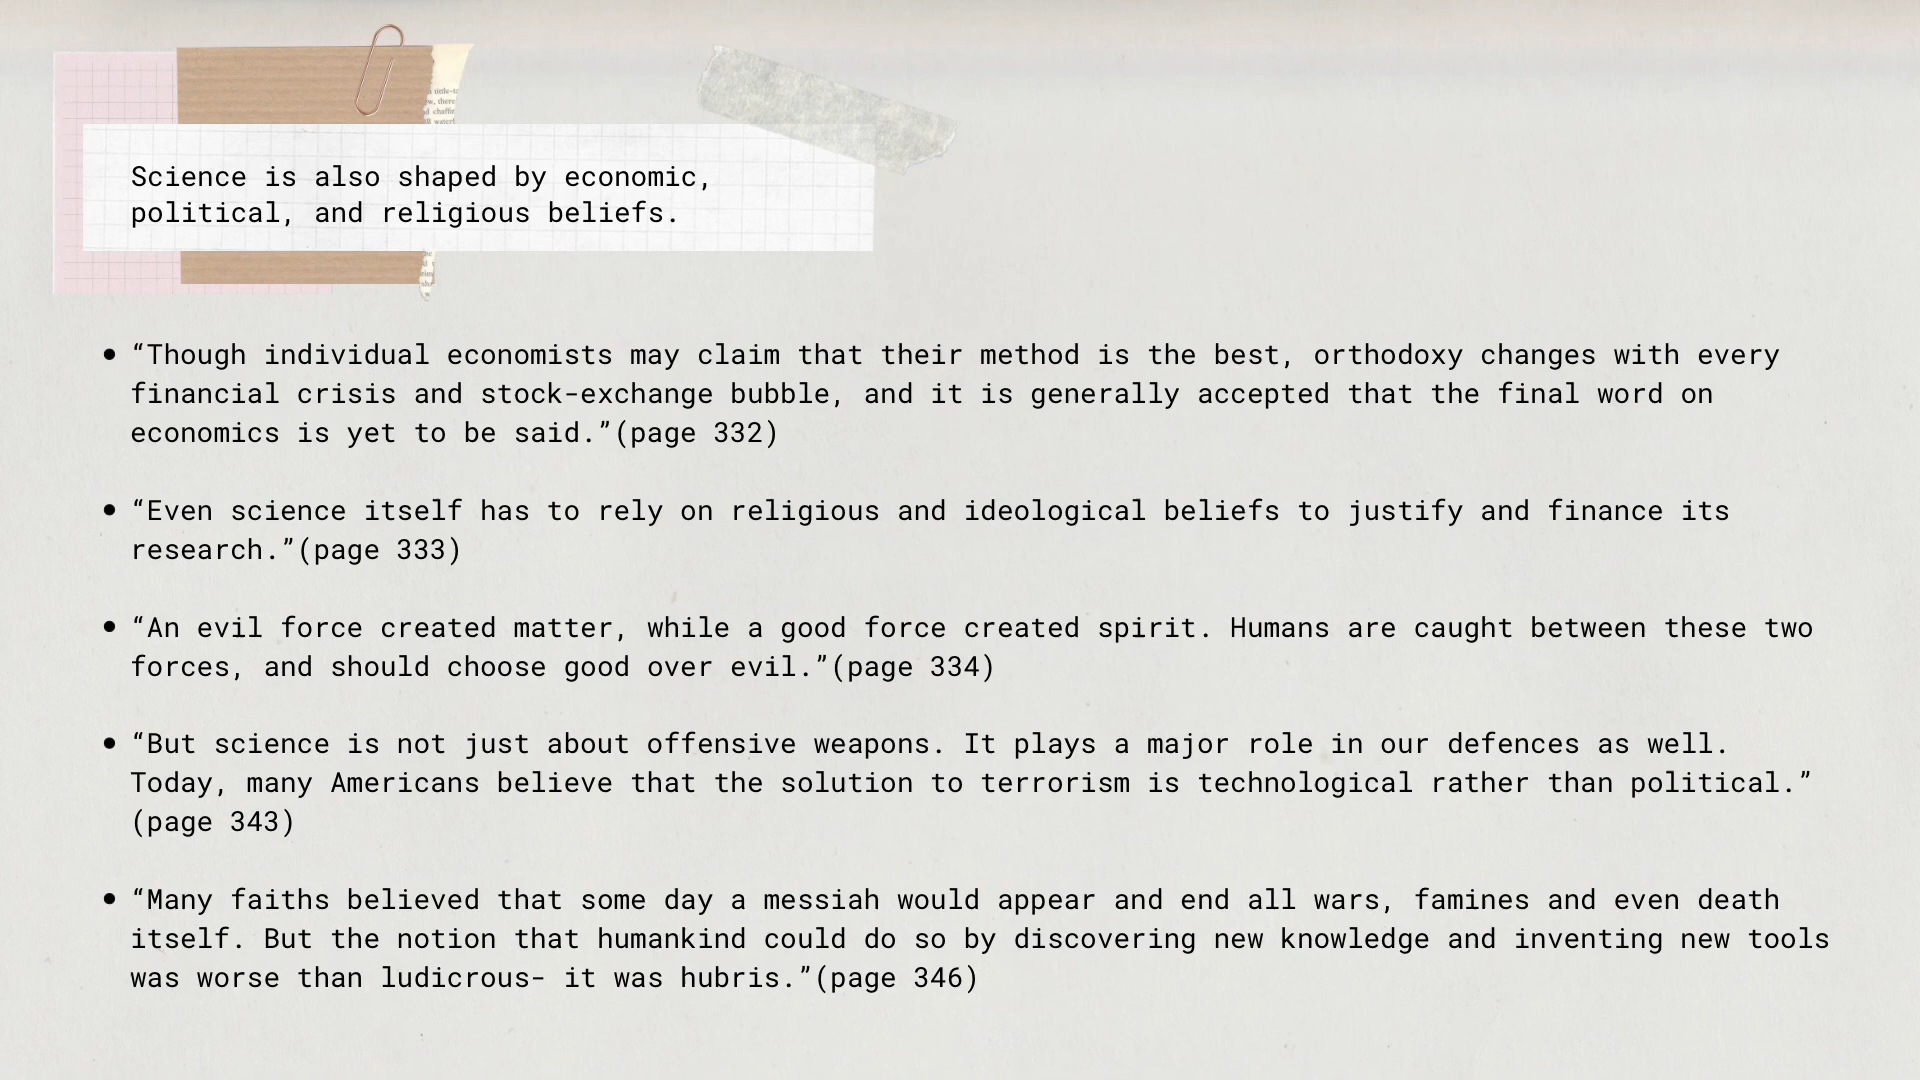 Science is also shaped by economic,
political, and religious beliefs.
• “Though individual economists may claim that their method is the best, orthodoxy changes with every
financial crisis and stock-exchange bubble, and it is generally accepted that the final word on
economics is yet to be said.”(page 332)
• “Even science itself has to rely on religious and ideological beliefs to justify and finance its
research.”(page 333)
• “An evil force created matter, while a good force created spirit. Humans are caught between these two
forces, and should choose good over evil.”(page 334)
• “But science is not just about offensive weapons. It plays a major role in our defences as well.
Today, many Americans believe that the solution to terrorism is technological rather than political.”
(page 343)
• “Many faiths believed that some day a messiah would appear and end all wars, famines and even death
itself. But the notion that humankind could do so by discovering new knowledge and inventing new tools
was worse than ludicrous- it was hubris.”(page 346)